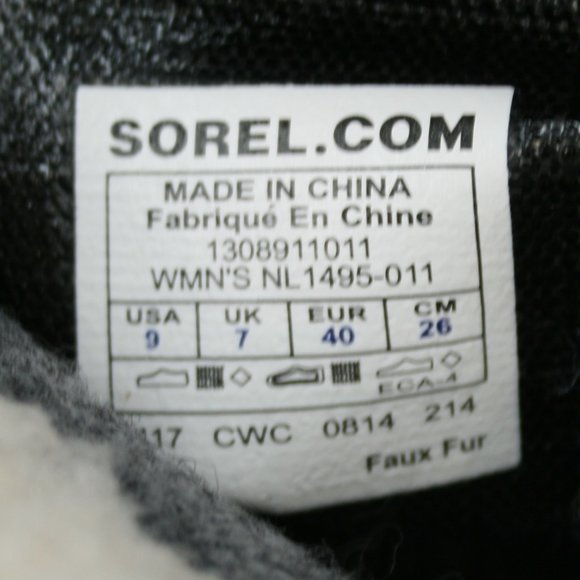 SOREL.COM
MADE IN CHINA
Fabriqué En Chine
1308911011
WMN'S NL1495-011
USA UK EUR CM
9 7 40 26
ECA-4
CWC 0814 214
Faux Fur